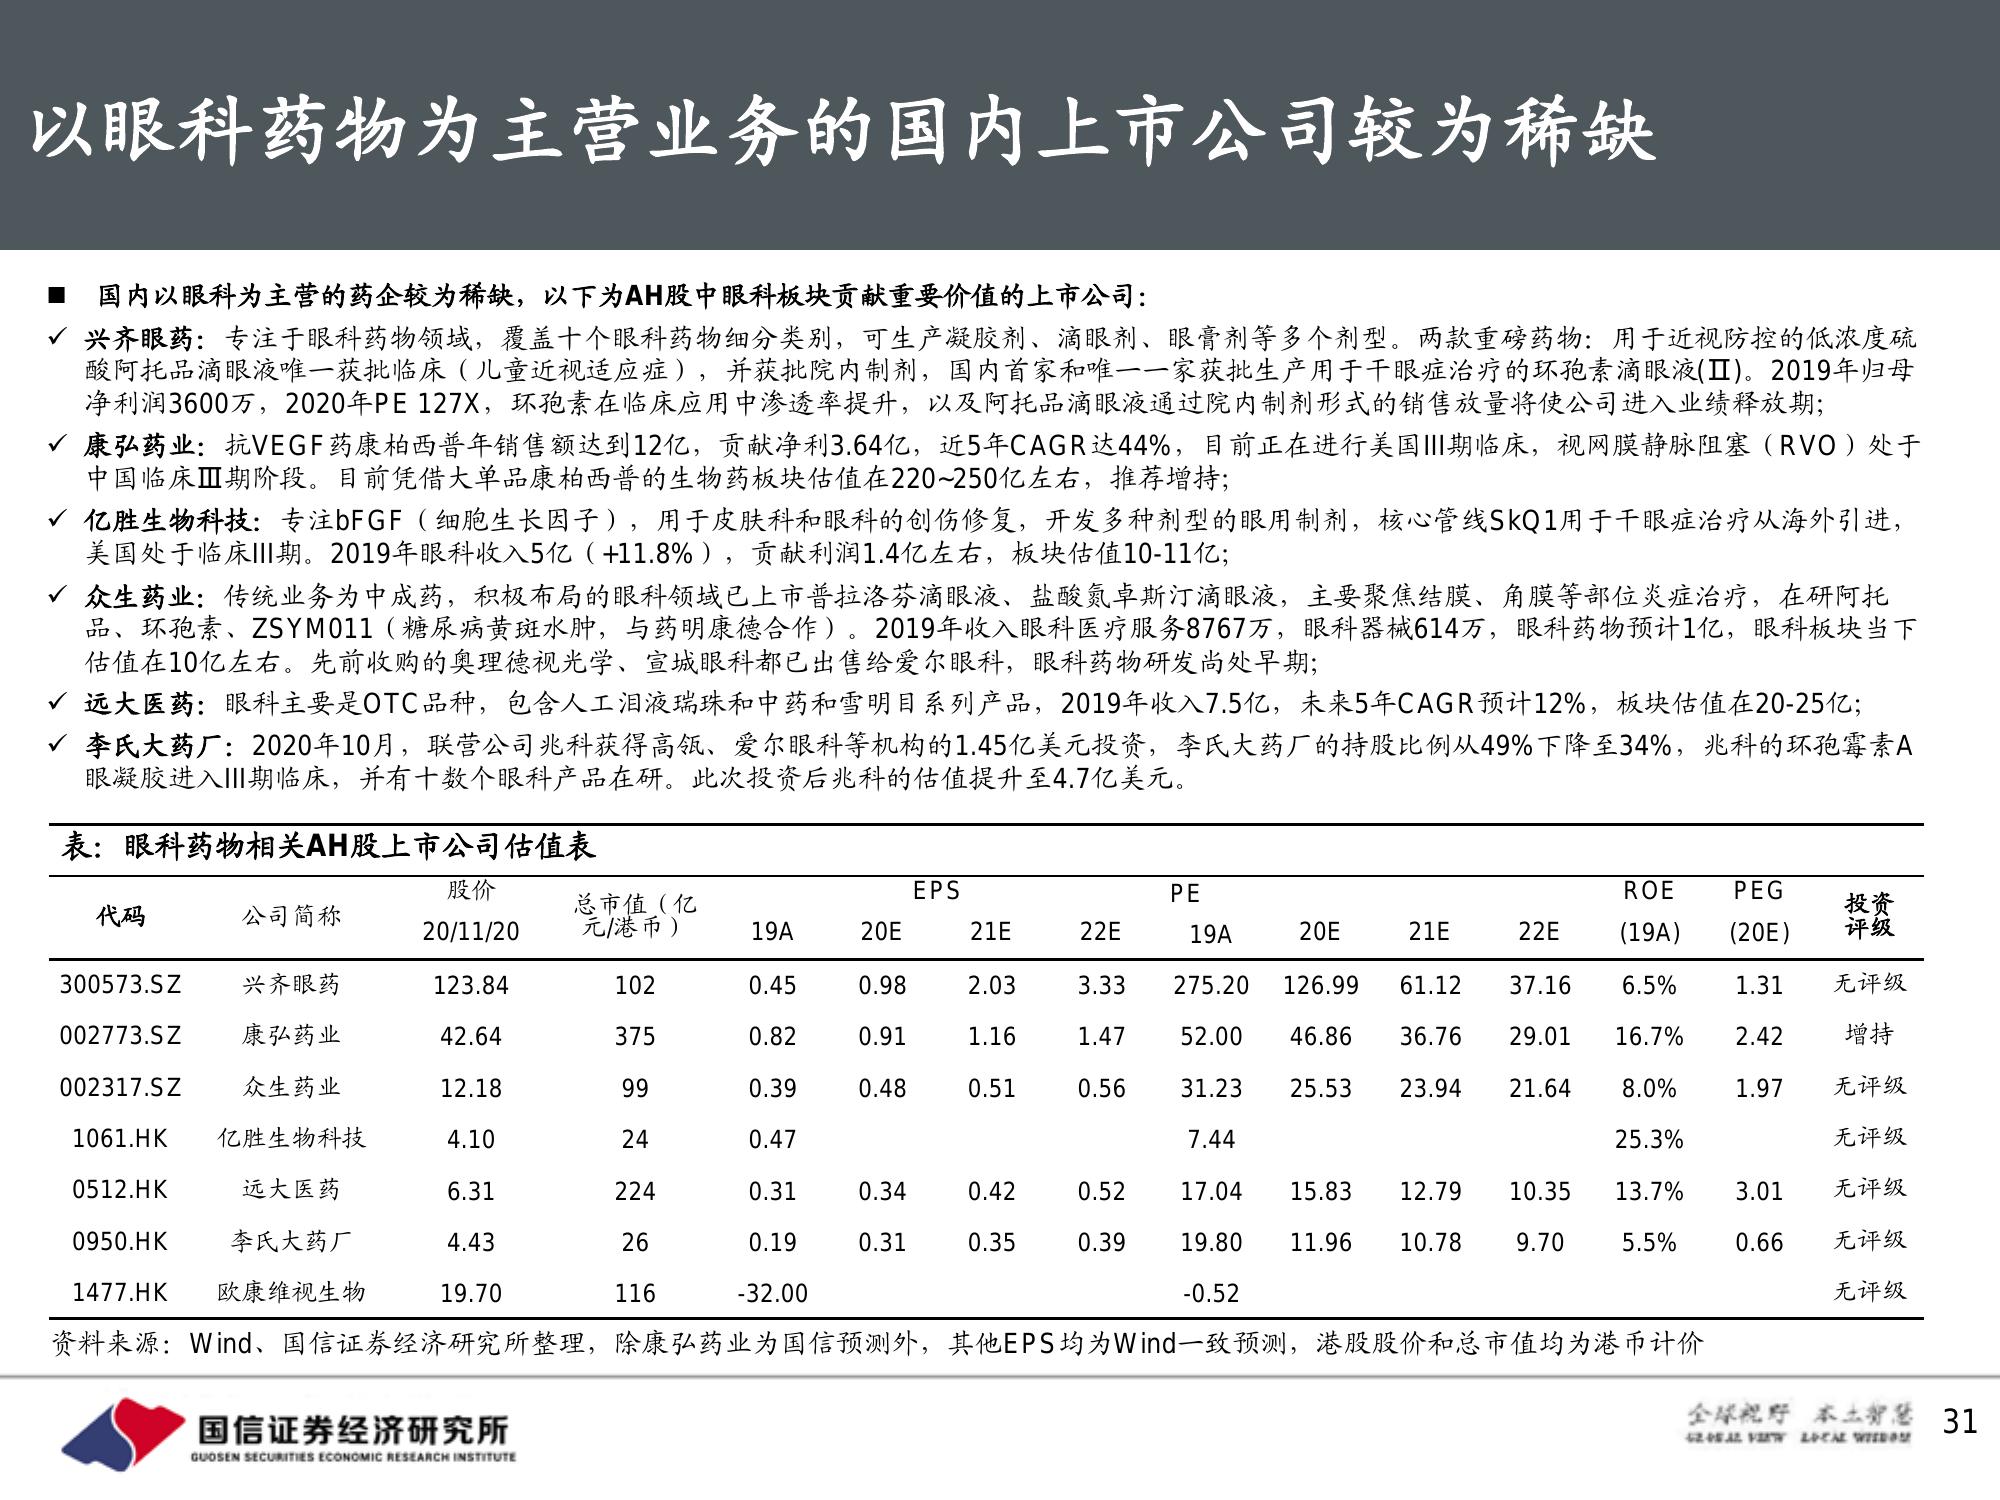 以眼科药物为主营业务的国内上市公司较为稀缺
■ 国内以眼科为主营的药企较为稀缺，以下为AH股中眼科板块贡献重要价值的上市公司：
✓ 兴齐眼药：专注于眼科药物领域，覆盖十个眼科药物细分类别，可生产凝胶剂、滴眼剂、眼膏剂等多个剂型。两款重磅药物：用于近视防控的低浓度硫
酸阿托品滴眼液唯一获批临床（儿童近视适应症），并获批院内制剂，国内首家和唯一一家获批生产用于干眼症治疗的环孢素滴眼液(Ⅱ)。2019年归母
净利润3600万，2020年PE 127X，环孢素在临床应用中渗透率提升，以及阿托品滴眼液通过院内制剂形式的销售放量将使公司进入业绩释放期；
✓ 康弘药业：抗VEGF药康柏西普年销售额达到12亿，贡献净利3.64亿，近5年CAGR达44%，目前正在进行美国III期临床，视网膜静脉阻塞（RVO）处于
中国临床Ⅲ期阶段。目前凭借大单品康柏西普的生物药板块估值在220~250亿左右，推荐增持；
✓ 亿胜生物科技：专注bFGF（细胞生长因子），用于皮肤科和眼科的创伤修复，开发多种剂型的眼用制剂，核心管线SkQ1用于干眼症治疗从海外引进，
美国处于临床III期。2019年眼科收入5亿（+11.8%），贡献利润1.4亿左右，板块估值10-11亿；
✓ 众生药业：传统业务为中成药，积极布局的眼科领域已上市普拉洛芬滴眼液、盐酸氮卓斯汀滴眼液，主要聚焦结膜、角膜等部位炎症治疗，在研阿托
品、环孢素、ZSYM011（糖尿病黄斑水肿，与药明康德合作）。2019年收入眼科医疗服务8767万，眼科器械614万，眼科药物预计1亿，眼科板块当下
估值在10亿左右。先前收购的奥理德视光学、宣城眼科都已出售给爱尔眼科，眼科药物研发尚处早期；
✓ 远大医药：眼科主要是OTC品种，包含人工泪液瑞珠和中药和雪明目系列产品，2019年收入7.5亿，未来5年CAGR预计12%，板块估值在20-25亿；
✓ 李氏大药厂：2020年10月，联营公司兆科获得高瓴、爱尔眼科等机构的1.45亿美元投资，李氏大药厂的持股比例从49%下降至34%，兆科的环孢霉素A
眼凝胶进入III期临床，并有十数个眼科产品在研。此次投资后兆科的估值提升至4.7亿美元。
表：眼科药物相关AH股上市公司估值表
代码 公司简称 股价 20/11/20 总市值（亿元/港币） EPS 19A 20E 21E 22E PE 19A 20E 21E 22E ROE (19A) PEG (20E) 投资评级
300573.SZ 兴齐眼药 123.84 102 0.45 0.98 2.03 3.33 275.20 126.99 61.12 37.16 6.5% 1.31 无评级
002773.SZ 康弘药业 42.64 375 0.82 0.91 1.16 1.47 52.00 46.86 36.76 29.01 16.7% 2.42 增持
002317.SZ 众生药业 12.18 99 0.39 0.48 0.51 0.56 31.23 25.53 23.94 21.64 8.0% 1.97 无评级
1061.HK 亿胜生物科技 4.10 24 0.47 7.44 25.3% 无评级
0512.HK 远大医药 6.31 224 0.31 0.34 0.42 0.52 17.04 15.83 12.79 10.35 13.7% 3.01 无评级
0950.HK 李氏大药厂 4.43 26 0.19 0.31 0.35 0.39 19.80 11.96 10.78 9.70 5.5% 0.66 无评级
1477.HK 欧康维视生物 19.70 116 -32.00 -0.52 无评级
资料来源：Wind、国信证券经济研究所整理，除康弘药业为国信预测外，其他EPS均为Wind一致预测，港股股价和总市值均为港币计价
国信证券经济研究所
GUOSEN SECURITIES ECONOMIC RESEARCH INSTITUTE
全球视野 本土智慧
GLOBAL VIEW LOCAL WISDOM
31